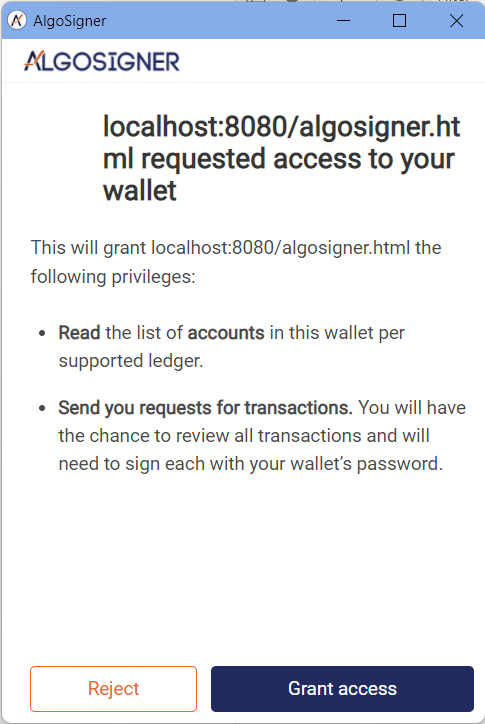 AlgoSigner
ALGOSIGNER
localhost:8080/algosigner.ht
ml requested access to your
wallet
This will grant localhost:8080/algosigner.html the
following privileges:
• Read the list of accounts in this wallet per
supported ledger.
• Send you requests for transactions. You will have
the chance to review all transactions and will
need to sign each with your wallet’s password.
Reject
Grant access